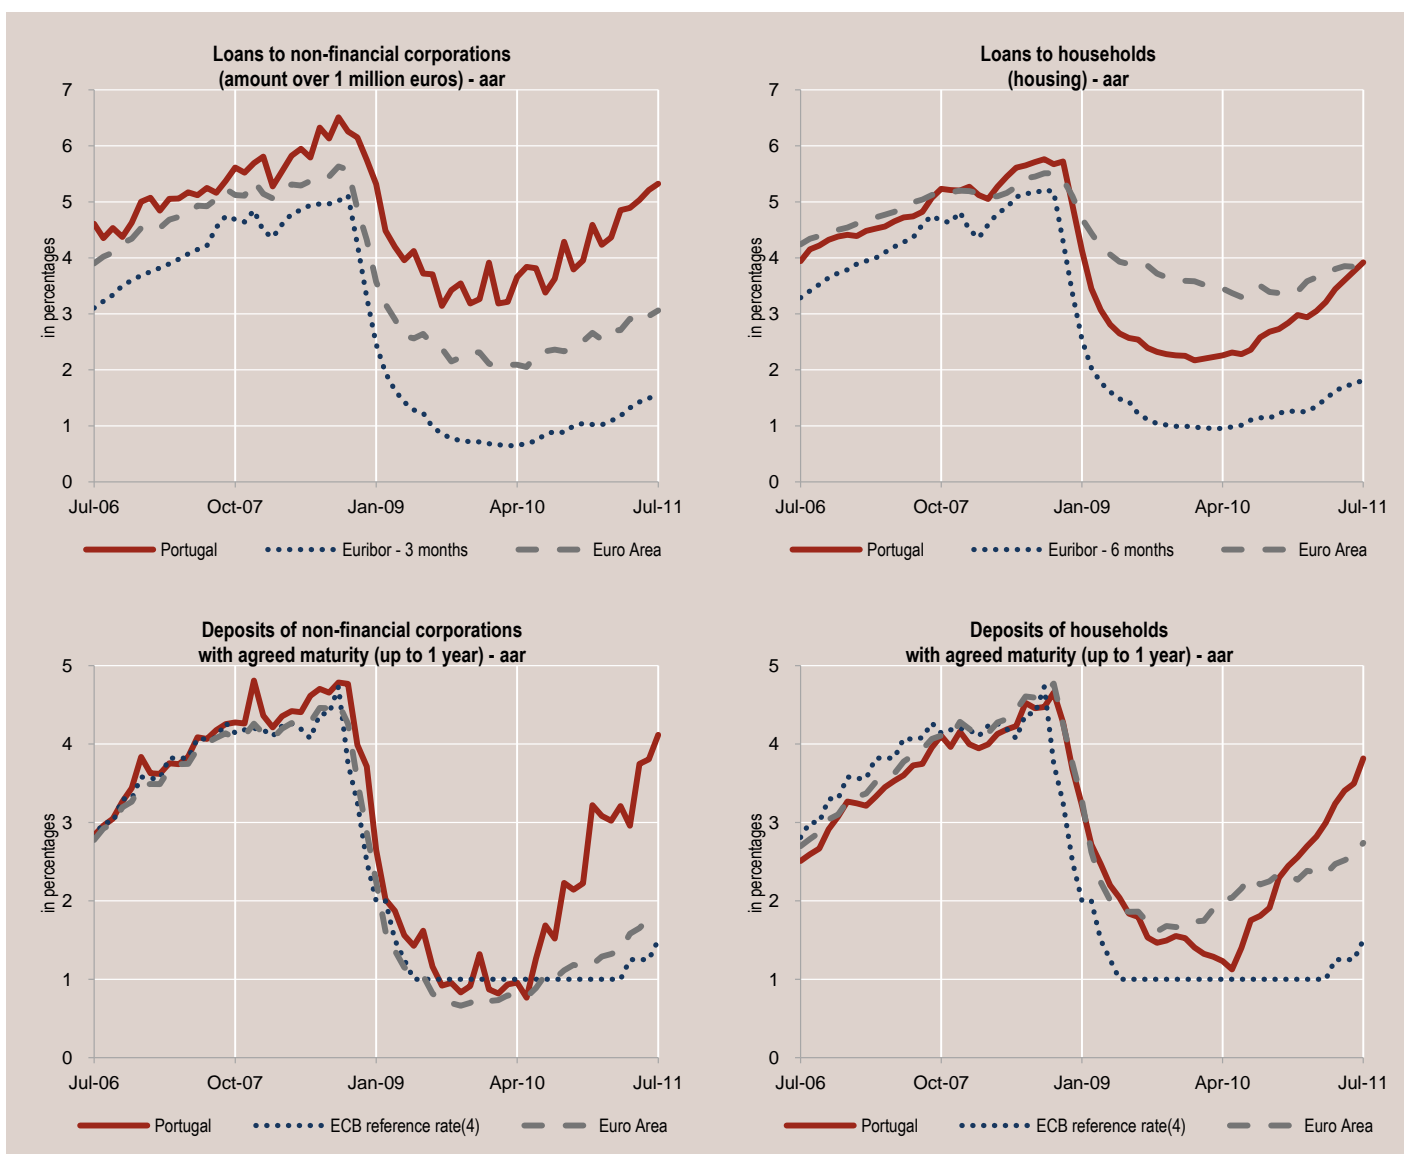 Loans to non-financial corporations
(amount over 1 million euros) - aar
7
6
5
4
3
2
1
0
in percentages
Jul-06 Oct-07 Jan-09 Apr-10 Jul-11
Portugal Euribor - 3 months Euro Area
Loans to households
(housing) - aar
7
6
5
4
3
2
1
0
in percentages
Jul-06 Oct-07 Jan-09 Apr-10 Jul-11
Portugal Euribor - 6 months Euro Area
Deposits of non-financial corporations
with agreed maturity (up to 1 year) - aar
5
4
3
2
1
0
in percentages
Jul-06 Oct-07 Jan-09 Apr-10 Jul-11
Portugal ECB reference rate(4) Euro Area
Deposits of households
with agreed maturity (up to 1 year) - aar
5
4
3
2
1
0
in percentages
Jul-06 Oct-07 Jan-09 Apr-10 Jul-11
Portugal ECB reference rate(4) Euro Area